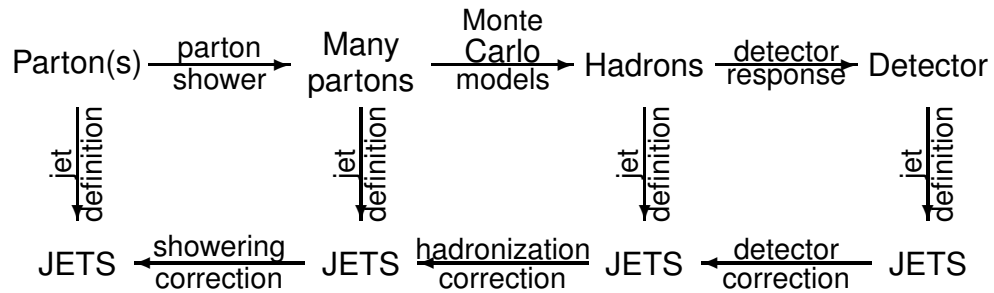 Parton(s)
parton
shower
Many
partons
Monte
Carlo
models
Hadrons
detector
response
Detector
jet
definition
jet
definition
jet
definition
jet
definition
JETS
showering
correction
JETS
hadronization
correction
JETS
detector
correction
JETS